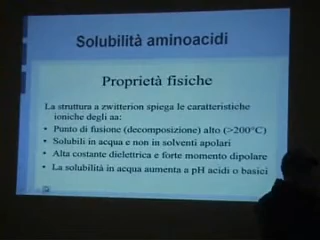 Solubilità aminoacidi
Proprietà fisiche
La struttura a zwitterion spiega le caratteristiche
ioniche degli aa:
• Punto di fusione (decomposizione) alto (>200°C)
• Solubili in acqua e non in solventi apolari
• Alta costante dielettrica e forte momento dipolare
• La solubilità in acqua aumenta a pH acidi o basici